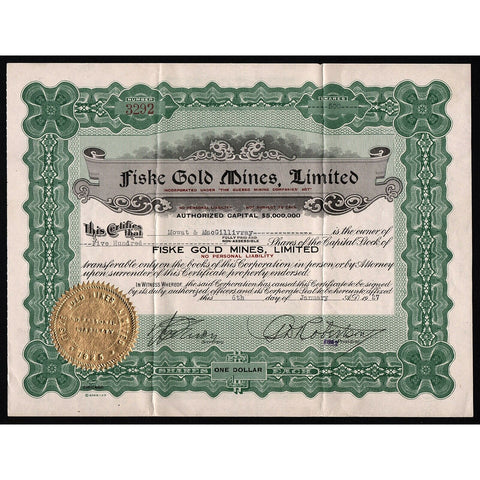 NUMBER
3292
SHARES
Fiske Gold Mines, Limited
INCORPORATED UNDER "THE QUEBEC MINING COMPANIES ACT"
NO PERSONAL LIABILITY
AUTHORIZED CAPITAL $5,000,000
This Certifies that Mowat & MacGillivray is the owner of
FULLY PAID AND
Five Hundred NON-ASSESSABLE Shares of the Capital Stock of
FISKE GOLD MINES, LIMITED
NO PERSONAL LIABILITY
transferable only on the books of this Corporation in person or by Attorney
upon surrender of this Certificate properly endorsed.
IN WITNESS WHEREOF, the said Corporation has caused this Certificate to be signed
by its duly authorized officers and its Corporate Seal to be hereunto affixed
this 6th day of January
SHARES ONE DOLLAR EACH